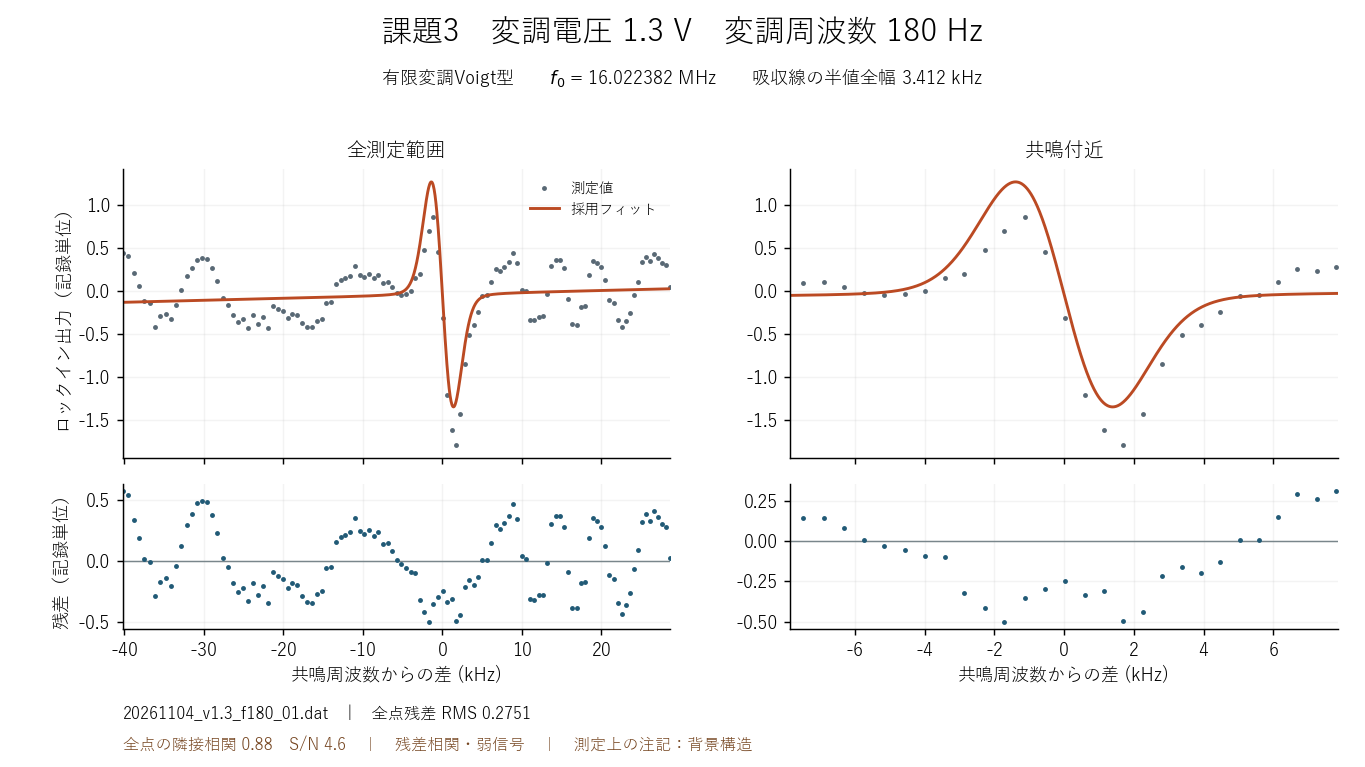 課題3　変調電圧 1.3 V　変調周波数 180 Hz
有限変調Voigt型　　f0 = 16.022382 MHz　　吸収線の半値全幅 3.412 kHz
全測定範囲
ロックイン出力（記録単位）
1.0
0.5
0.0
-0.5
-1.0
-1.5
測定値
採用フィット
共鳴付近
1.0
0.5
0.0
-0.5
-1.0
-1.5
残差（記録単位）
0.5
0.0
-0.5
-40 -30 -20 -10 0 10 20
共鳴周波数からの差 (kHz)
0.25
0.00
-0.25
-0.50
-6 -4 -2 0 2 4 6
共鳴周波数からの差 (kHz)
20261104_v1.3_f180_01.dat　|　全点残差 RMS 0.2751
全点の隣接相関 0.88　S/N 4.6　|　残差相関・弱信号　|　測定上の注記：背景構造